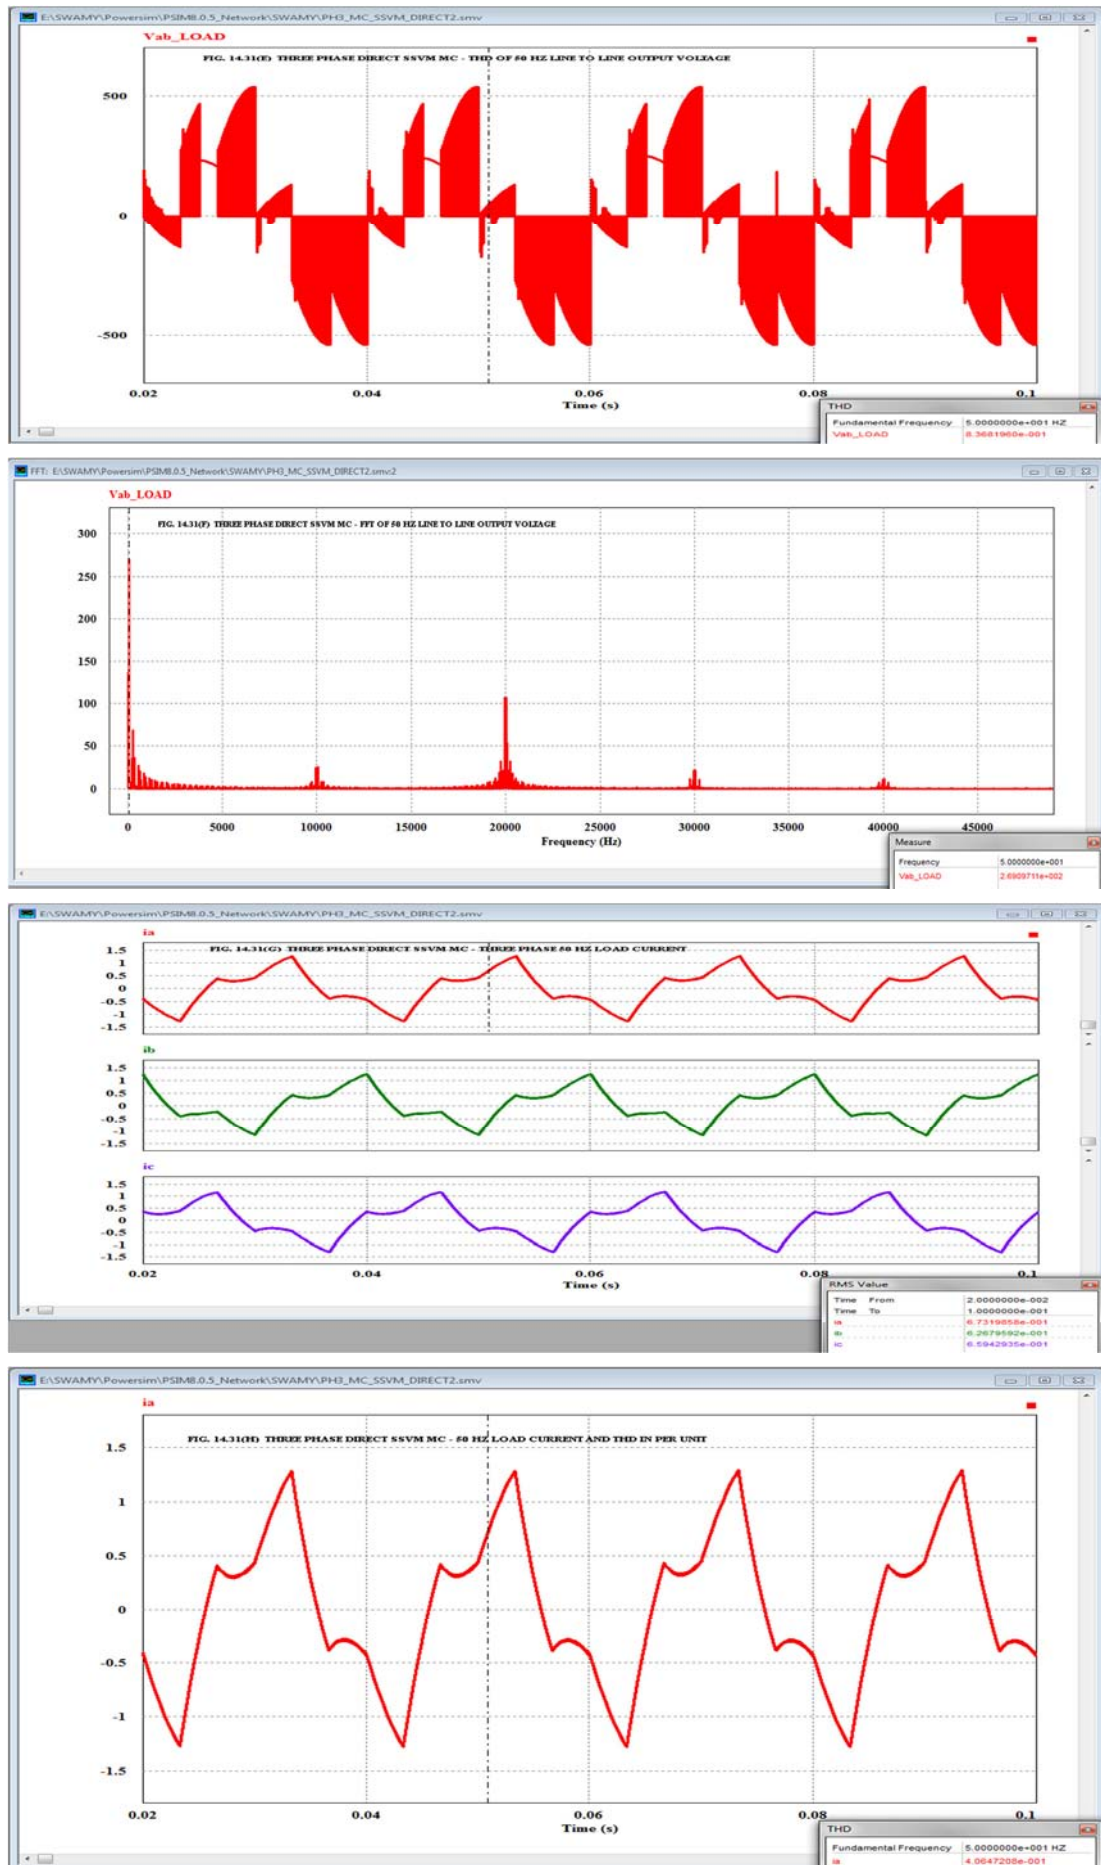 E:\SWAMY\Powersim\PSIM8.0.5_Network\SWAMY\PH3_MC_SSVM_DIRECT2.smv
Vab_LOAD
FIG. 14.31(E) THREE PHASE DIRECT SSVM MC - THD OF 50 HZ LINE TO LINE OUTPUT VOLTAGE
500
0
-500
0.02 0.04 0.06 0.08 0.1
Time (s)
THD
Fundamental Frequency 5.0000000e+001 HZ
Vab_LOAD 8.3681960e-001
FFT: E:\SWAMY\Powersim\PSIM8.0.5_Network\SWAMY\PH3_MC_SSVM_DIRECT2.smv:2
Vab_LOAD
FIG. 14.31(F) THREE PHASE DIRECT SSVM MC - FFT OF 50 HZ LINE TO LINE OUTPUT VOLTAGE
300
250
200
150
100
50
0
0 5000 10000 15000 20000 25000 30000 35000 40000 45000
Frequency (Hz)
Measure
Frequency 5.0000000e+001
Vab_LOAD 2.6909711e+002
E:\SWAMY\Powersim\PSIM8.0.5_Network\SWAMY\PH3_MC_SSVM_DIRECT2.smv
ia
FIG. 14.31(G) THREE PHASE DIRECT SSVM MC - THREE PHASE 50 HZ LOAD CURRENT
1.5
1
0.5
0
-0.5
-1
-1.5
ib
1.5
1
0.5
0
-0.5
-1
-1.5
ic
1.5
1
0.5
0
-0.5
-1
-1.5
0.02 0.04 0.06 0.08 0.1
Time (s)
RMS Value
Time From 2.0000000e-002
Time To 1.0000000e-001
ia 6.7319858e-001
ib 6.2679592e-001
ic 6.5942935e-001
E:\SWAMY\Powersim\PSIM8.0.5_Network\SWAMY\PH3_MC_SSVM_DIRECT2.smv
ia
FIG. 14.31(H) THREE PHASE DIRECT SSVM MC - 50 HZ LOAD CURRENT AND THD IN PER UNIT
1.5
1
0.5
0
-0.5
-1
-1.5
0.02 0.04 0.06 0.08 0.1
Time (s)
THD
Fundamental Frequency 5.0000000e+001 HZ
ia 4.0647208e-001